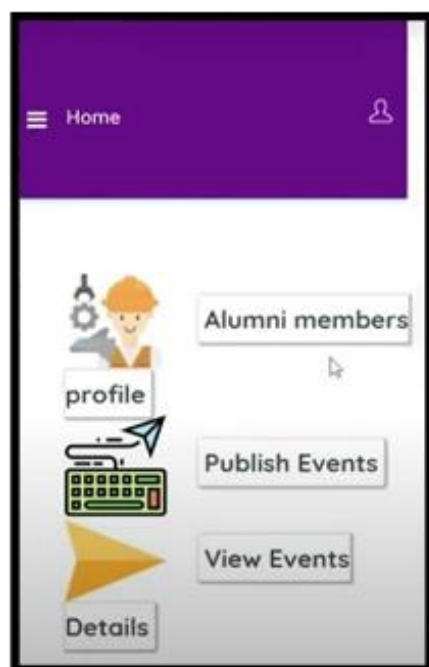 Home
Alumni members
profile
Publish Events
View Events
Details